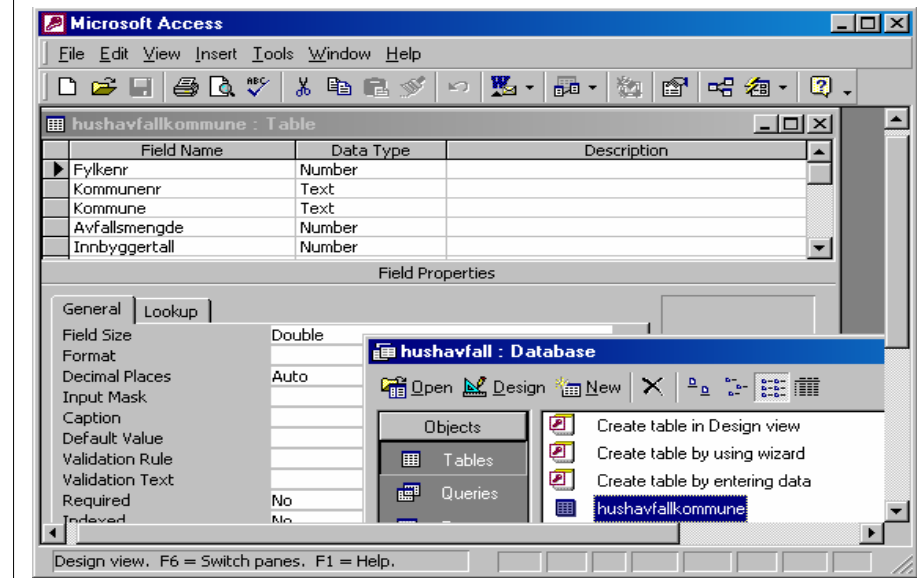 Microsoft Access
File Edit View Insert Tools Window Help
hushavfallkommune : Table
Field Name Data Type Description
Fylkenr Number
Kommunenr Text
Kommune Text
Avfallsmengde Number
Innbyggertall Number
Field Properties
General Lookup
Field Size Double
Format
Decimal Places Auto
Input Mask
Caption
Default Value
Validation Rule
Validation Text
Required No
Indexed No
hushavfall : Database
Open Design New
Objects
Tables
Queries
Create table in Design view
Create table by using wizard
Create table by entering data
hushavfallkommune
Design view. F6 = Switch panes. F1 = Help.